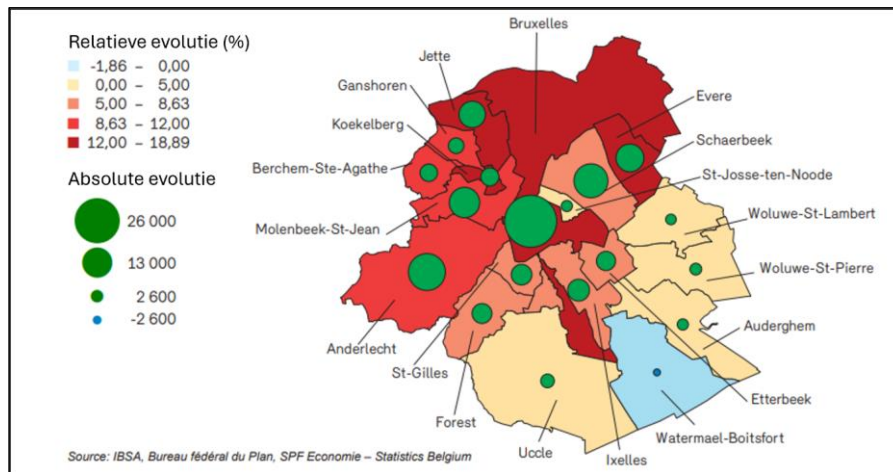 Relatieve evolutie (%)
-1,86 – 0,00
0,00 – 5,00
5,00 – 8,63
8,63 – 12,00
12,00 – 18,89
Absolute evolutie
26 000
13 000
2 600
-2 600
Bruxelles
Jette
Ganshoren
Koekelberg
Berchem-Ste-Agathe
Molenbeek-St-Jean
Anderlecht
St-Gilles
Forest
Uccle
Evere
Schaerbeek
St-Josse-ten-Noode
Woluwe-St-Lambert
Woluwe-St-Pierre
Auderghem
Etterbeek
Watermael-Boitsfort
Ixelles
Source: IBSA, Bureau fédéral du Plan, SPF Economie – Statistics Belgium